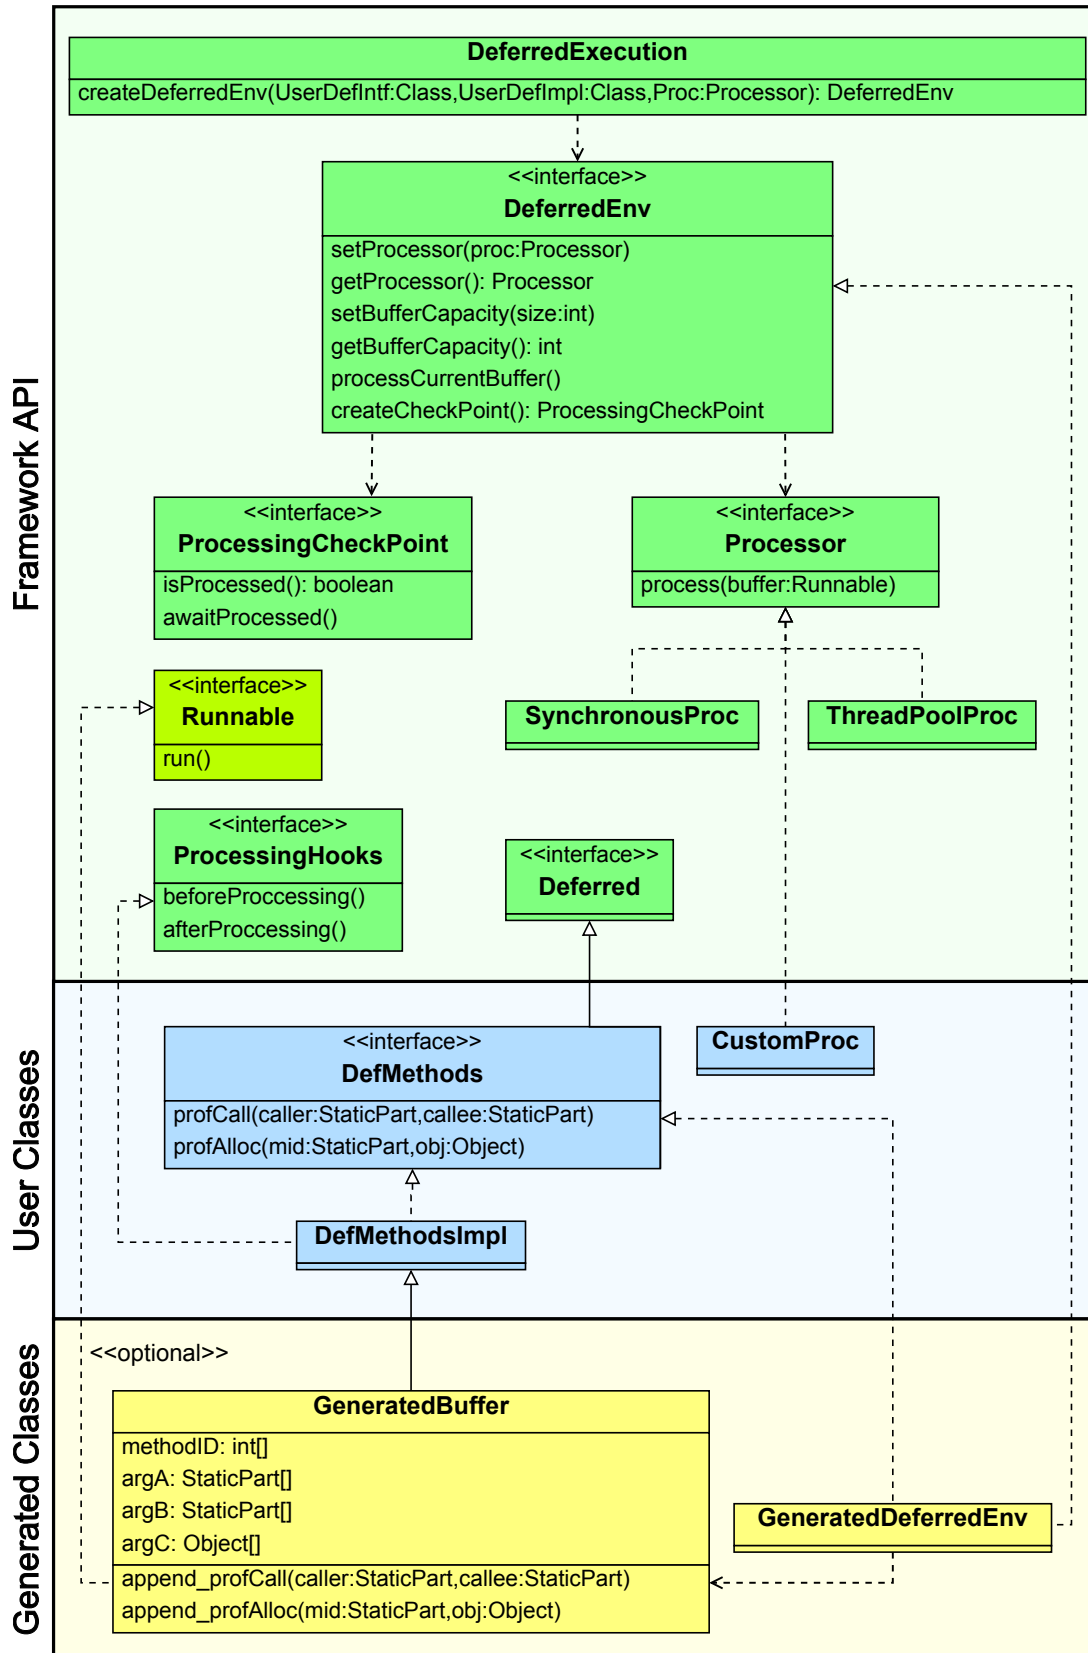 Framework API
DeferredExecution
createDeferredEnv(UserDefIntf:Class,UserDefImpl:Class,Proc:Processor): DeferredEnv
<<interface>>
DeferredEnv
setProcessor(proc:Processor)
getProcessor(): Processor
setBufferCapacity(size:int)
getBufferCapacity(): int
processCurrentBuffer()
createCheckPoint(): ProcessingCheckPoint
<<interface>>
ProcessingCheckPoint
isProcessed(): boolean
awaitProcessed()
<<interface>>
Processor
process(buffer:Runnable)
<<interface>>
Runnable
run()
SynchronousProc
ThreadPoolProc
<<interface>>
ProcessingHooks
beforeProccessing()
afterProccessing()
<<interface>>
Deferred
User Classes
<<interface>>
DefMethods
profCall(caller:StaticPart,callee:StaticPart)
profAlloc(mid:StaticPart,obj:Object)
CustomProc
DefMethodsImpl
Generated Classes
<<optional>>
GeneratedBuffer
methodID: int[]
argA: StaticPart[]
argB: StaticPart[]
argC: Object[]
append_profCall(caller:StaticPart,callee:StaticPart)
append_profAlloc(mid:StaticPart,obj:Object)
GeneratedDeferredEnv